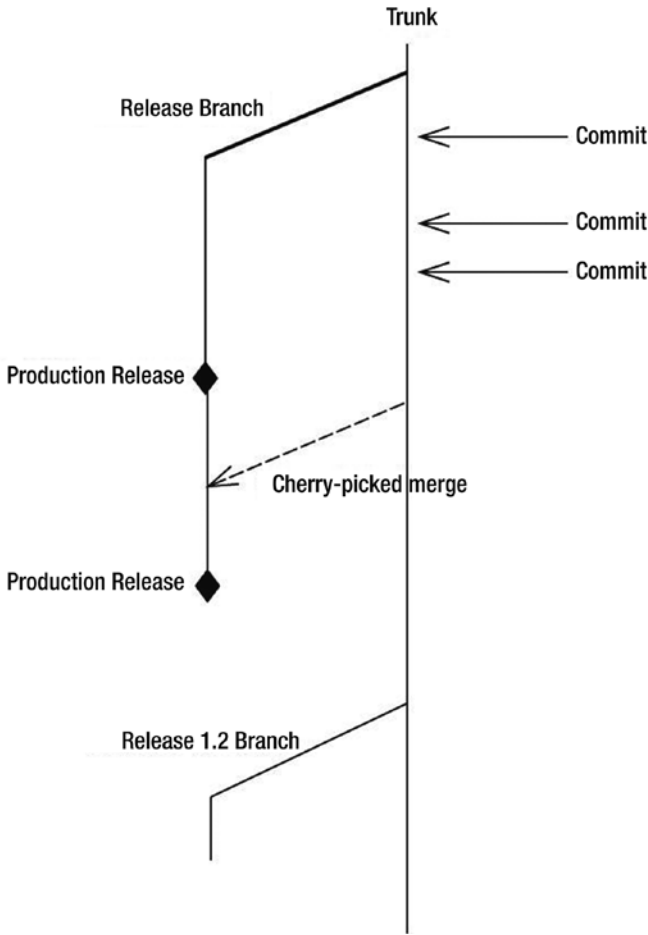 Trunk
Release Branch
Commit
Commit
Commit
Production Release
Cherry-picked merge
Production Release
Release 1.2 Branch